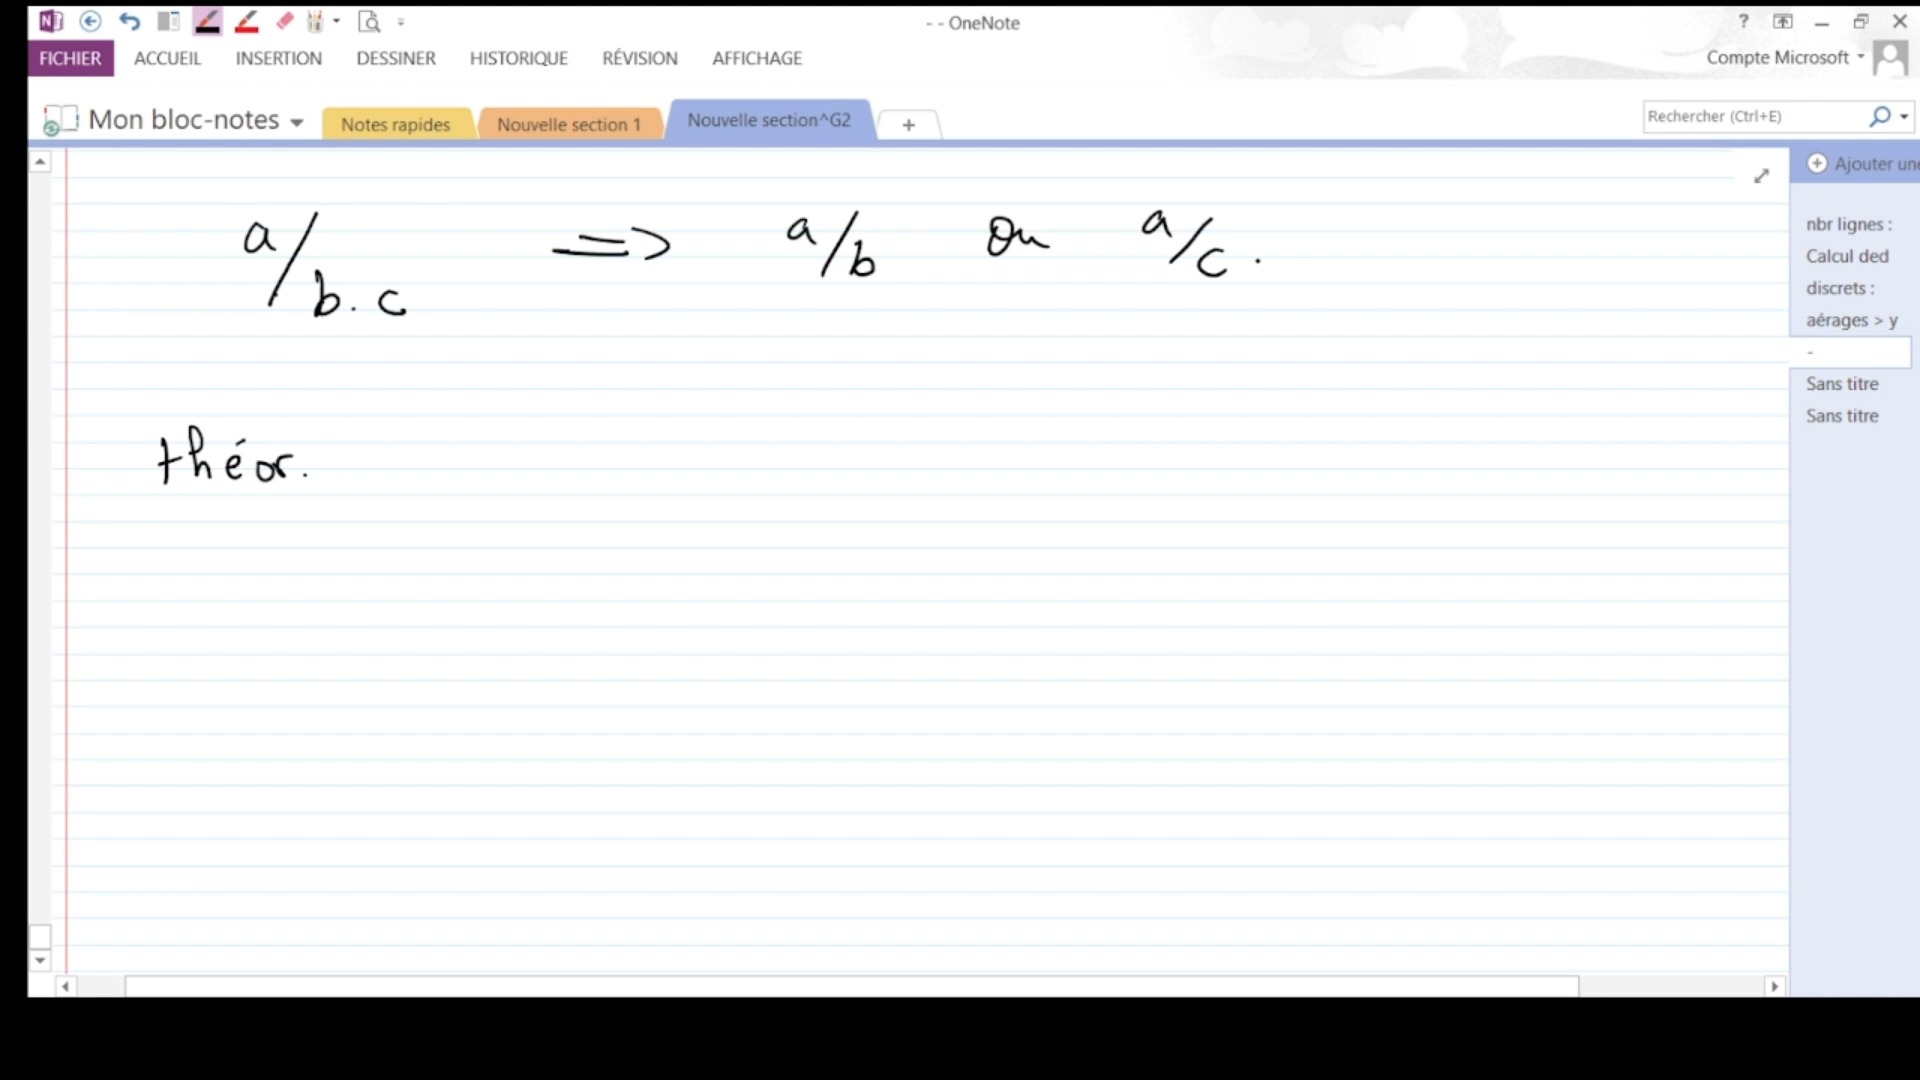 - - OneNote
?
FICHIER ACCUEIL INSERTION DESSINER HISTORIQUE RÉVISION AFFICHAGE
Compte Microsoft
Mon bloc-notes
Notes rapides
Nouvelle section 1
Nouvelle section^G2
+
Rechercher (Ctrl+E)
Ajouter une
a/b.c => a/b ou a/c.
théor.
nbr lignes :
Calcul ded
discrets :
aérages > y
-
Sans titre
Sans titre